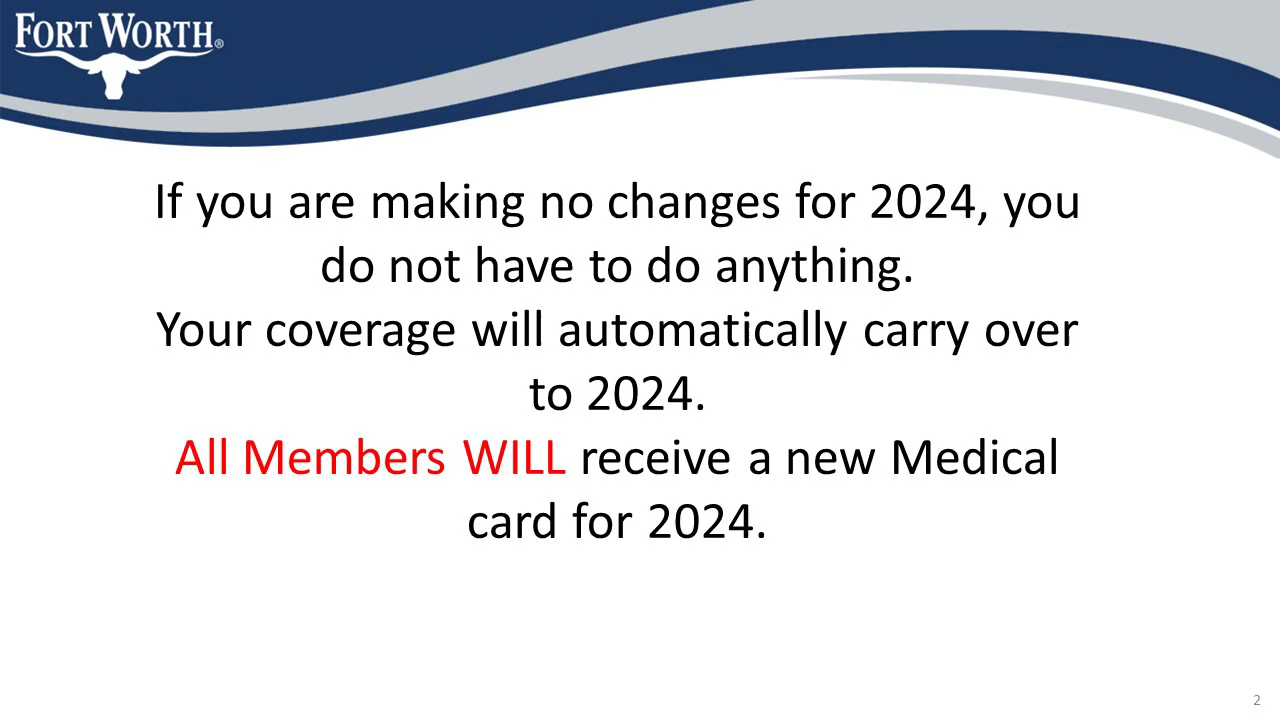 FORT WORTH®
If you are making no changes for 2024, you
do not have to do anything.
Your coverage will automatically carry over
to 2024.
All Members WILL receive a new Medical
card for 2024.
2